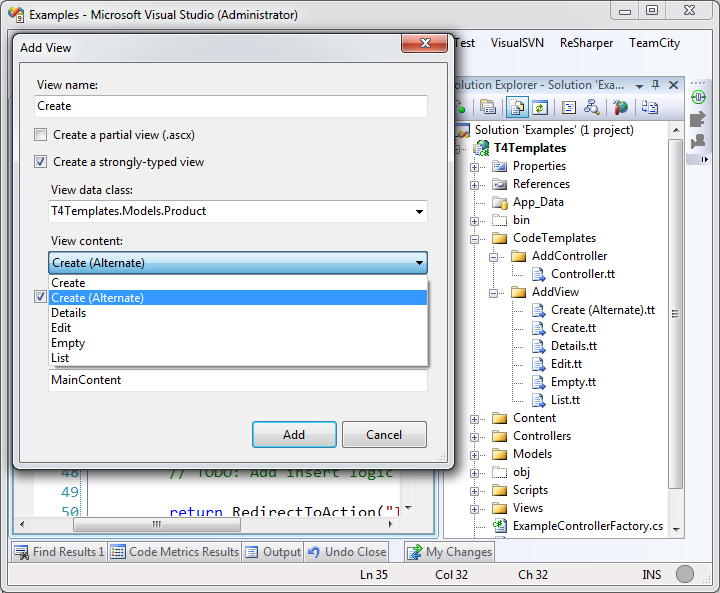 Examples - Microsoft Visual Studio (Administrator)
Test VisualSVN ReSharper TeamCity
Add View
View name:
Create
Create a partial view (.ascx)
Create a strongly-typed view
View data class:
T4Templates.Models.Product
View content:
Create (Alternate)
Create
Create (Alternate)
Details
Edit
Empty
List
MainContent
Add Cancel
48 // TODO: Add insert logic
49
50 return RedirectToAction("I
Solution Explorer - Solution 'Exa...
Solution 'Examples' (1 project)
T4Templates
Properties
References
App_Data
bin
CodeTemplates
AddController
Controller.tt
AddView
Create (Alternate).tt
Create.tt
Details.tt
Edit.tt
Empty.tt
List.tt
Content
Controllers
Models
obj
Scripts
Views
ExampleControllerFactory.cs
Find Results 1 Code Metrics Results Output Undo Close My Changes
Ln 35 Col 32 Ch 32 INS